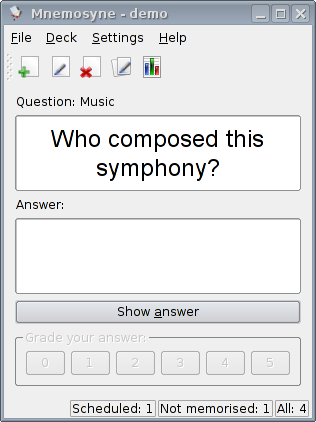 Mnemosyne - demo
File Deck Settings Help
Question: Music
Who composed this
symphony?
Answer:
Show answer
Grade your answer:
0 1 2 3 4 5
Scheduled: 1 Not memorised: 1 All: 4